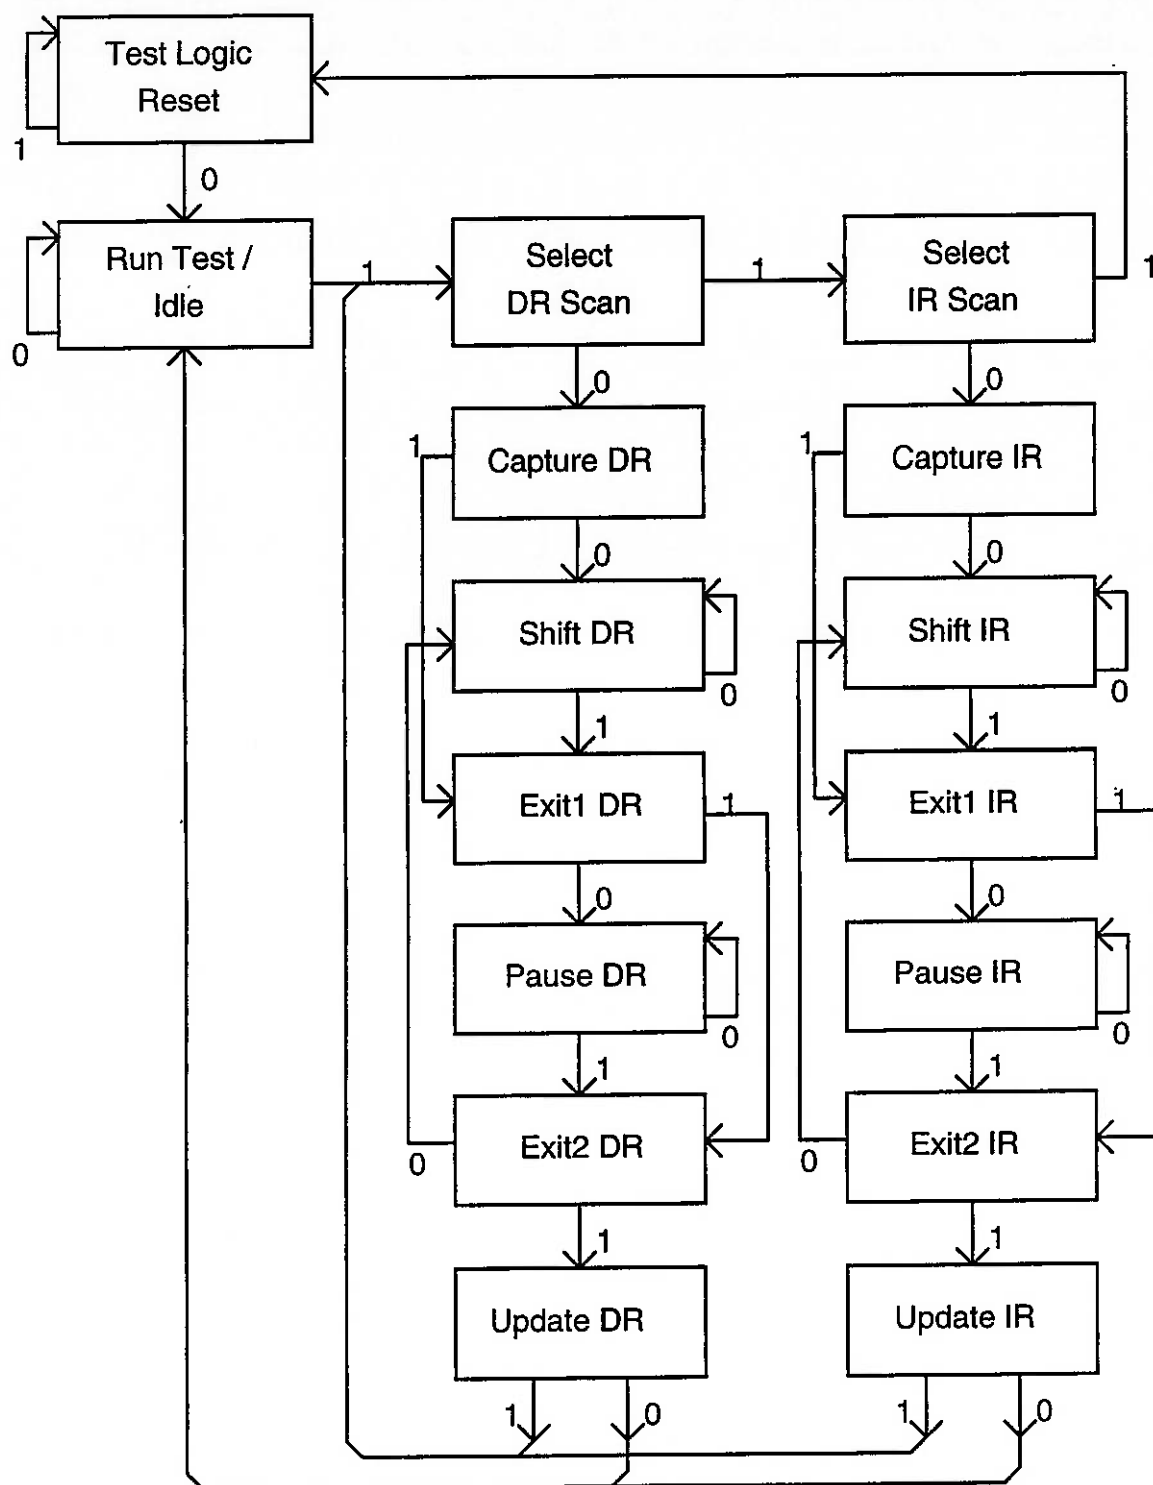 Test Logic
Reset
1
0
Run Test /
Idle
0
1
Select
DR Scan
1
Select
IR Scan
1
0
0
1
Capture DR
1
Capture IR
0
0
Shift DR
0
Shift IR
0
1
1
Exit1 DR
1
Exit1 IR
1
0
0
Pause DR
0
Pause IR
0
1
1
Exit2 DR
0
Exit2 IR
0
1
1
Update DR
Update IR
1
0
1
0